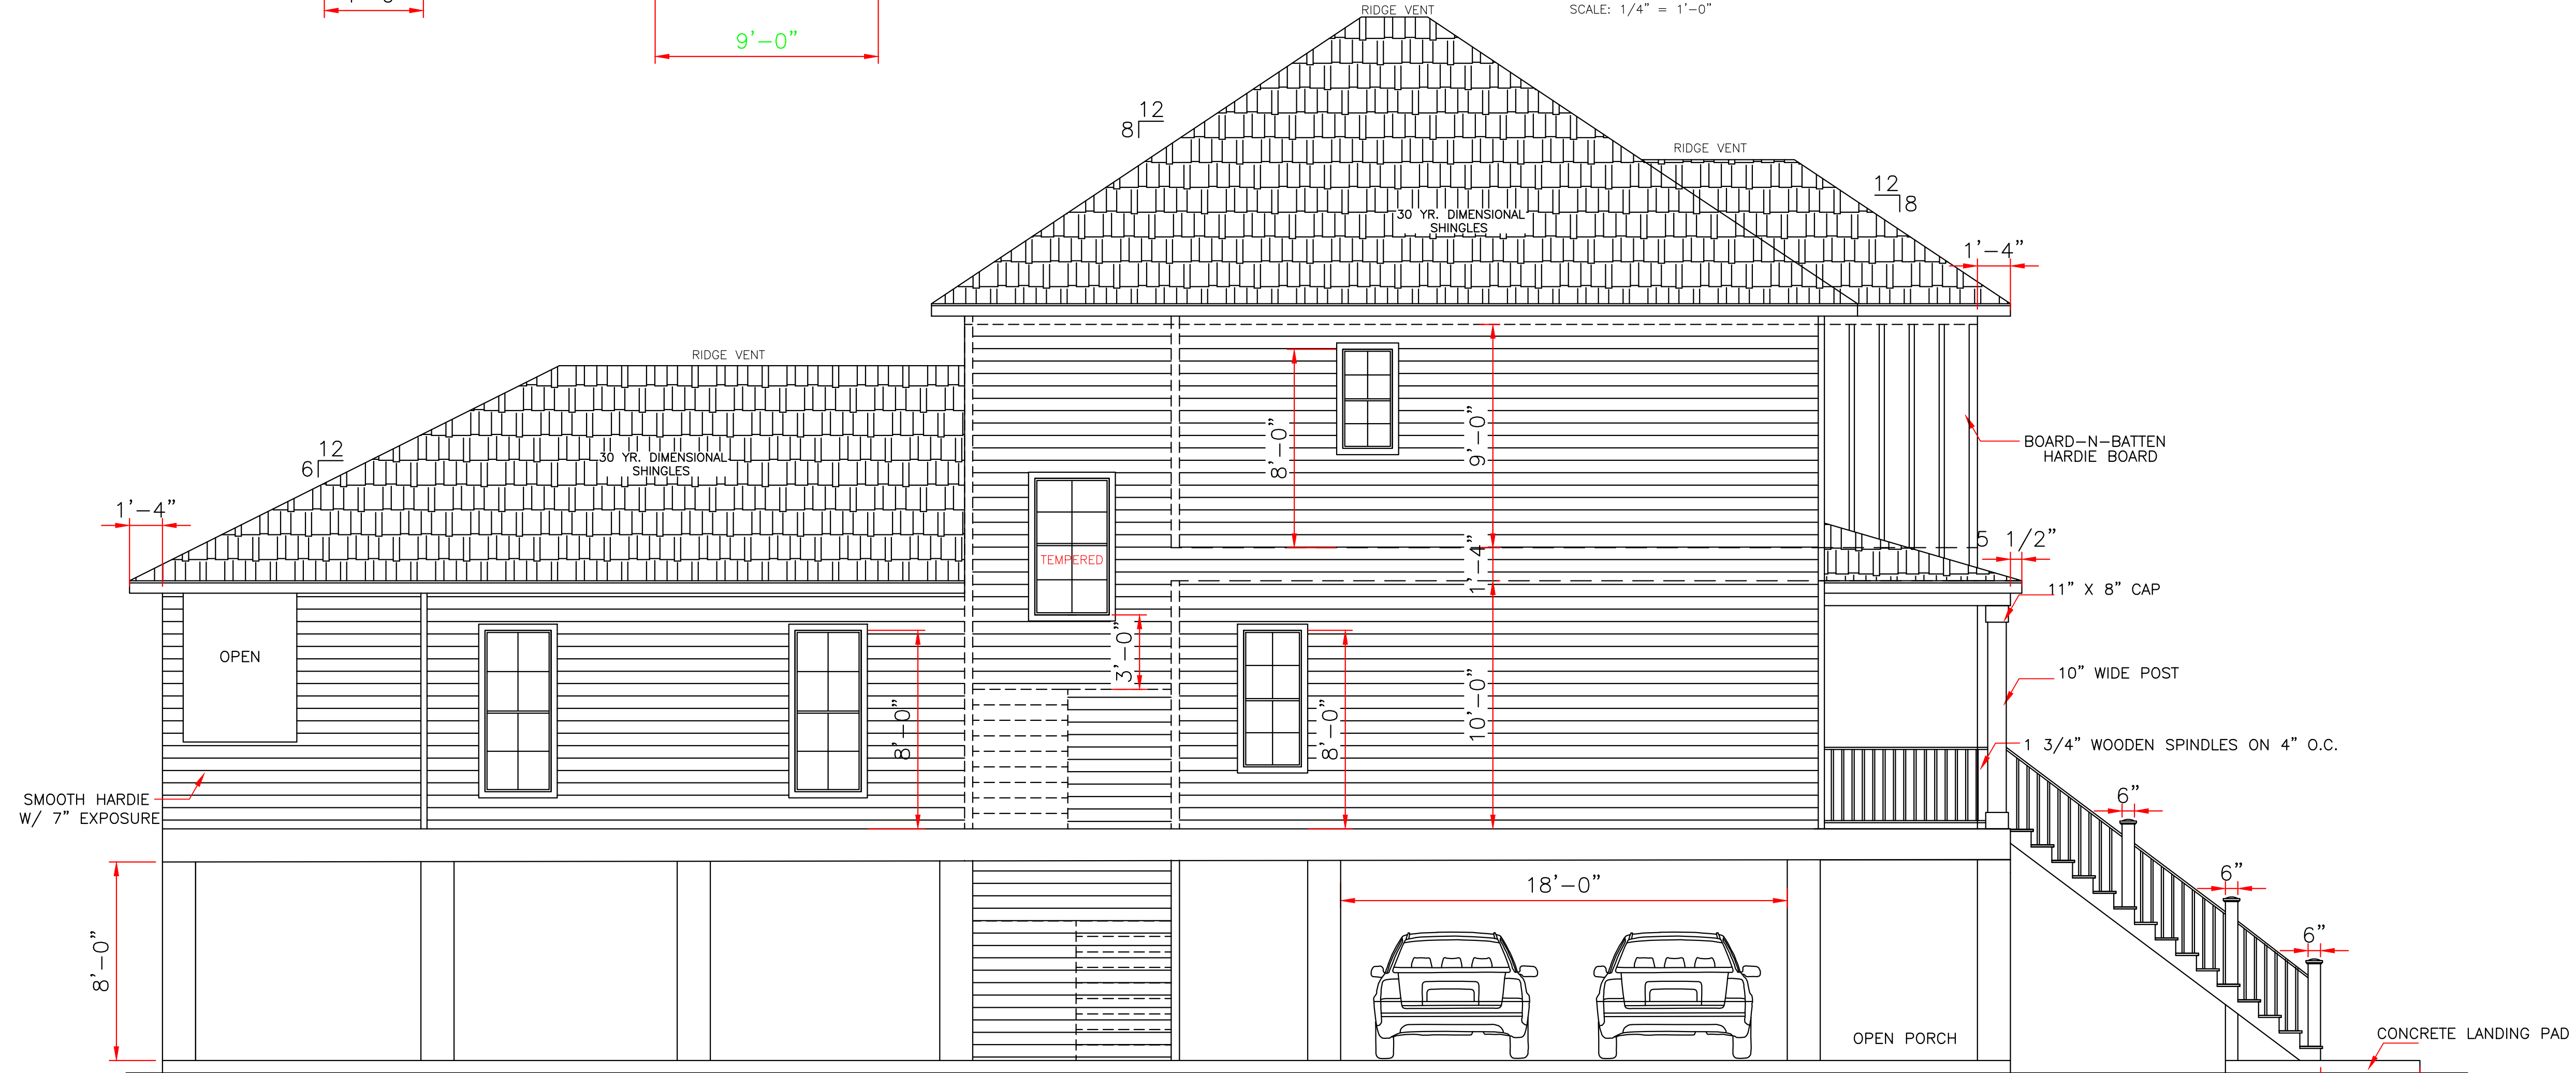 9'-0"
RIDGE VENT
SCALE: 1/4" = 1'-0"
12
8
RIDGE VENT
12
8
30 YR. DIMENSIONAL
SHINGLES
1'-4"
RIDGE VENT
12
6
30 YR. DIMENSIONAL
SHINGLES
1'-4"
8'-0"
9'-0"
BOARD-N-BATTEN
HARDIE BOARD
TEMPERED
1'-4"
5 1/2"
11" X 8" CAP
OPEN
3'-0"
10" WIDE POST
8'-0"
8'-0"
10'-0"
1 3/4" WOODEN SPINDLES ON 4" O.C.
SMOOTH HARDIE
W/ 7" EXPOSURE
6"
6"
6"
18'-0"
8'-0"
OPEN PORCH
CONCRETE LANDING PAD